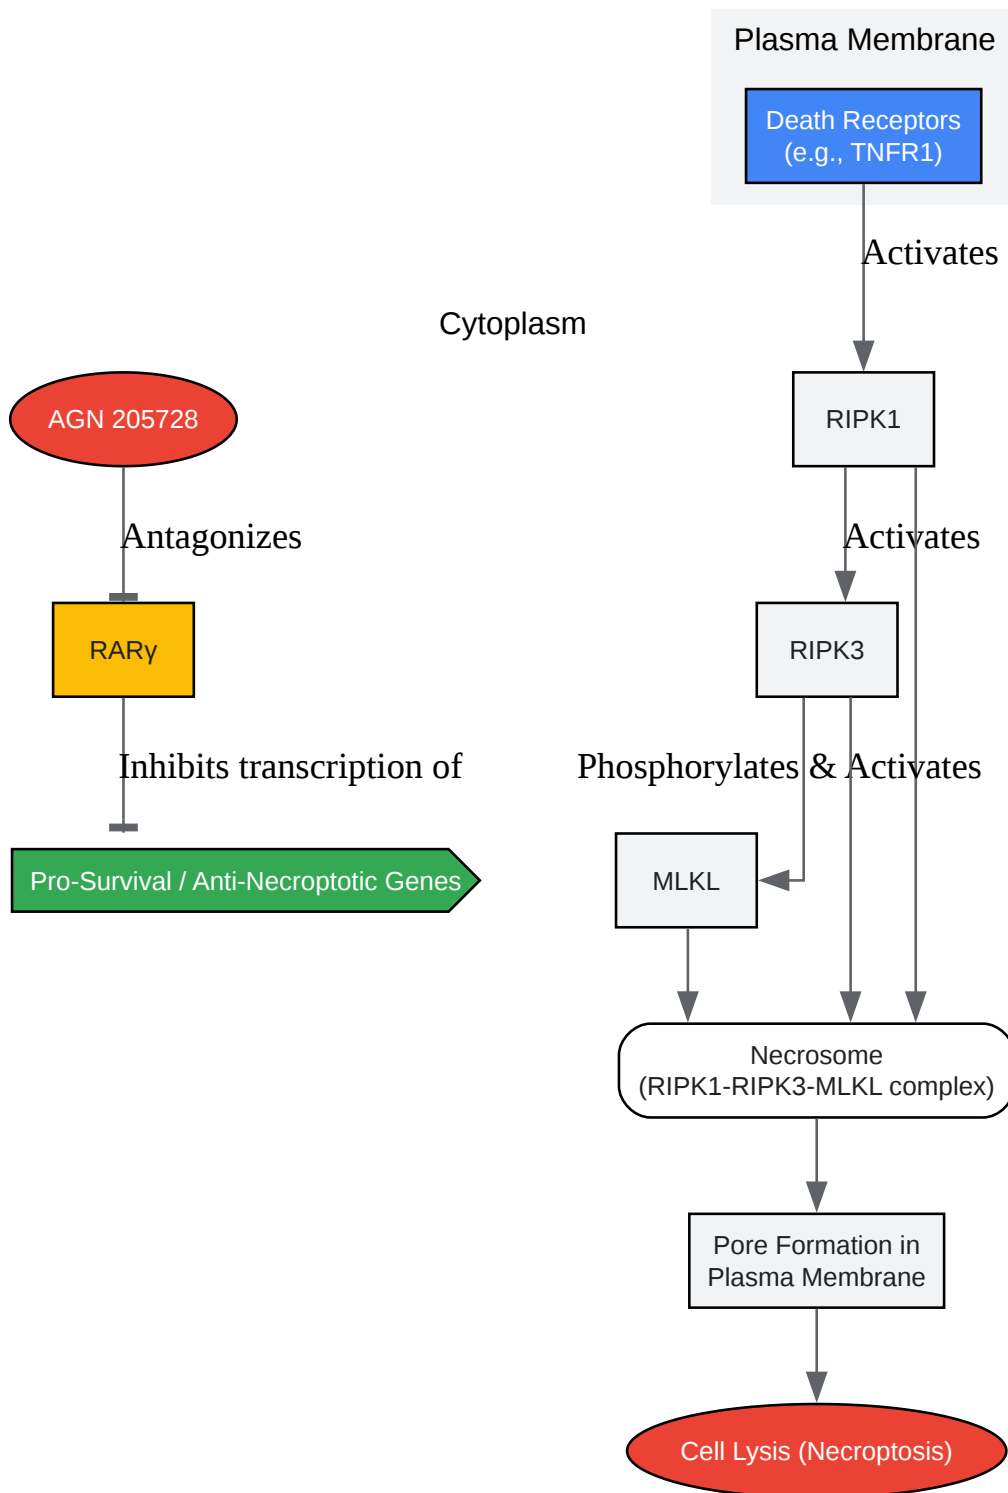 Plasma Membrane
Death Receptors
(e.g., TNFR1)
Activates
Cytoplasm
AGN 205728
RIPK1
Antagonizes
Activates
RARγ
RIPK3
Inhibits transcription of
Phosphorylates & Activates
Pro-Survival / Anti-Necroptotic Genes
MLKL
Necrosome
(RIPK1-RIPK3-MLKL complex)
Pore Formation in
Plasma Membrane
Cell Lysis (Necroptosis)